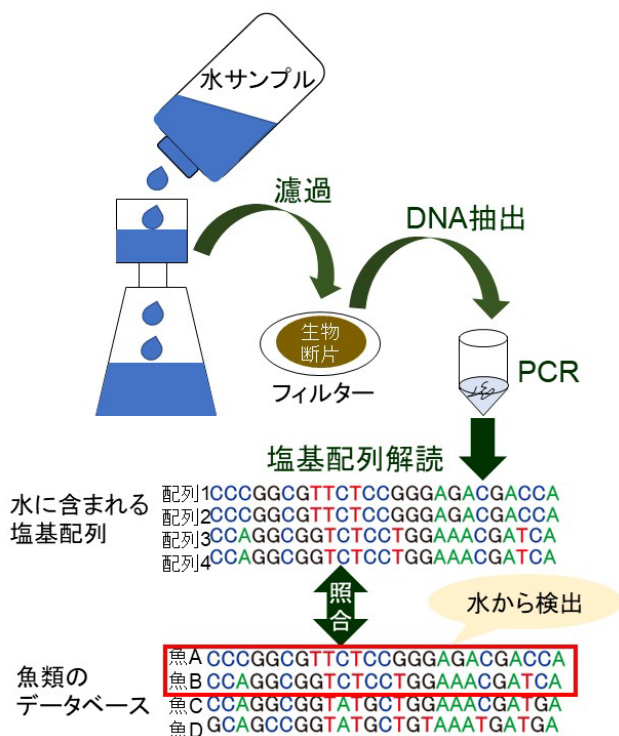 水サンプル
濾過
DNA抽出
生物
断片
フィルター
PCR
塩基配列解読
水に含まれる
塩基配列
配列1CCCGGCGTTCTCCGGGAGACGACCA
配列2CCCGGCGTTCTCCGGGAGACGACCA
配列3CCAGGCGGTCTCCTGGAAACGATCA
配列4CCAGGCGGTCTCCTGGAAACGATCA
照合
水から検出
魚類の
データベース
魚A CCCGGCGTTCTCCGGGAGACGACCA
魚B CCAGGCGGTCTCCTGGAAACGATCA
魚C CCAGGCGGTATGCTGGAAACGATGA
魚D GCAGCCGGTATGCTGTAAATGATGA